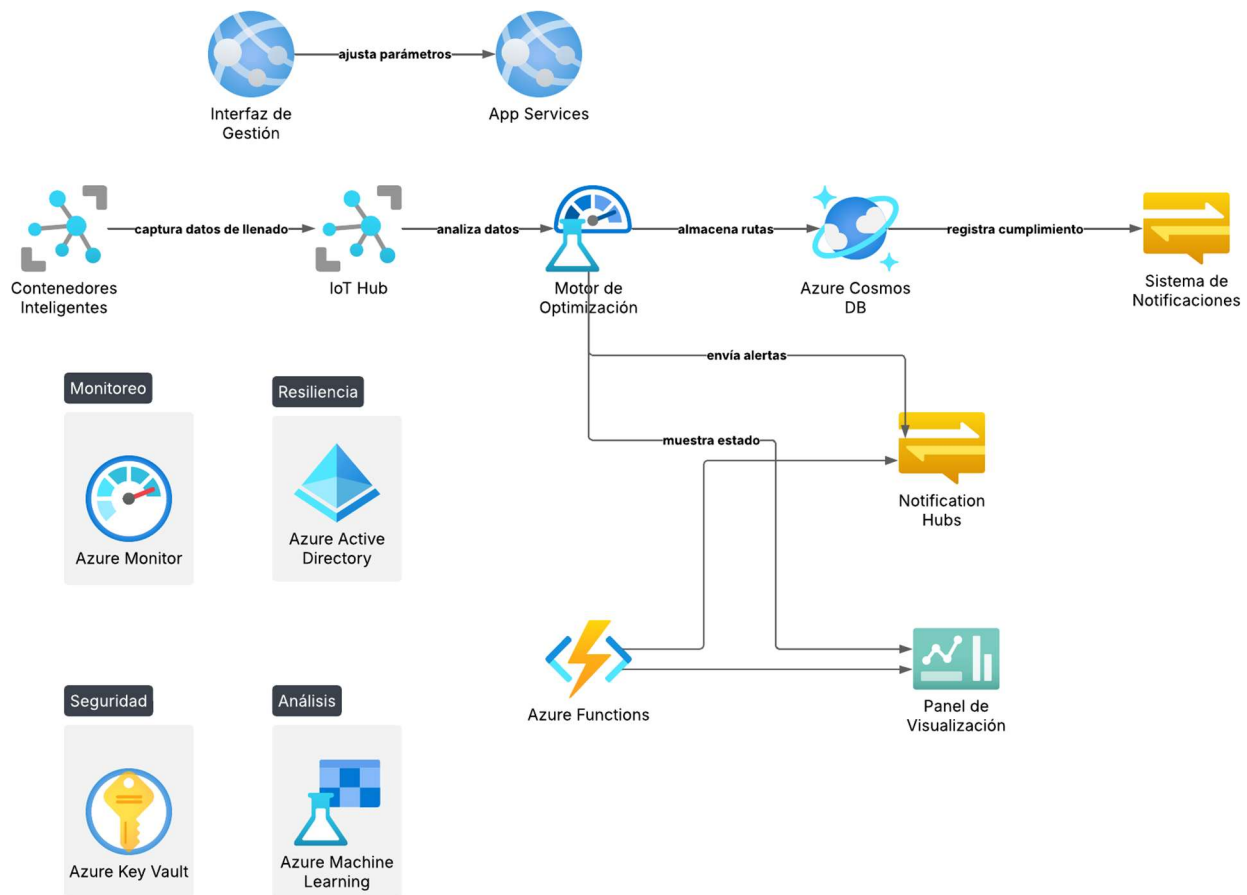 ajusta parámetros
Interfaz de
Gestión
App Services
captura datos de llenado
analiza datos
almacena rutas
registra cumplimiento
Contenedores
Inteligentes
IoT Hub
Motor de
Optimización
Azure Cosmos
DB
Sistema de
Notificaciones
envía alertas
Monitoreo
Resiliencia
muestra estado
Azure Monitor
Azure Active
Directory
Notification
Hubs
Azure Functions
Panel de
Visualización
Seguridad
Análisis
Azure Key Vault
Azure Machine
Learning